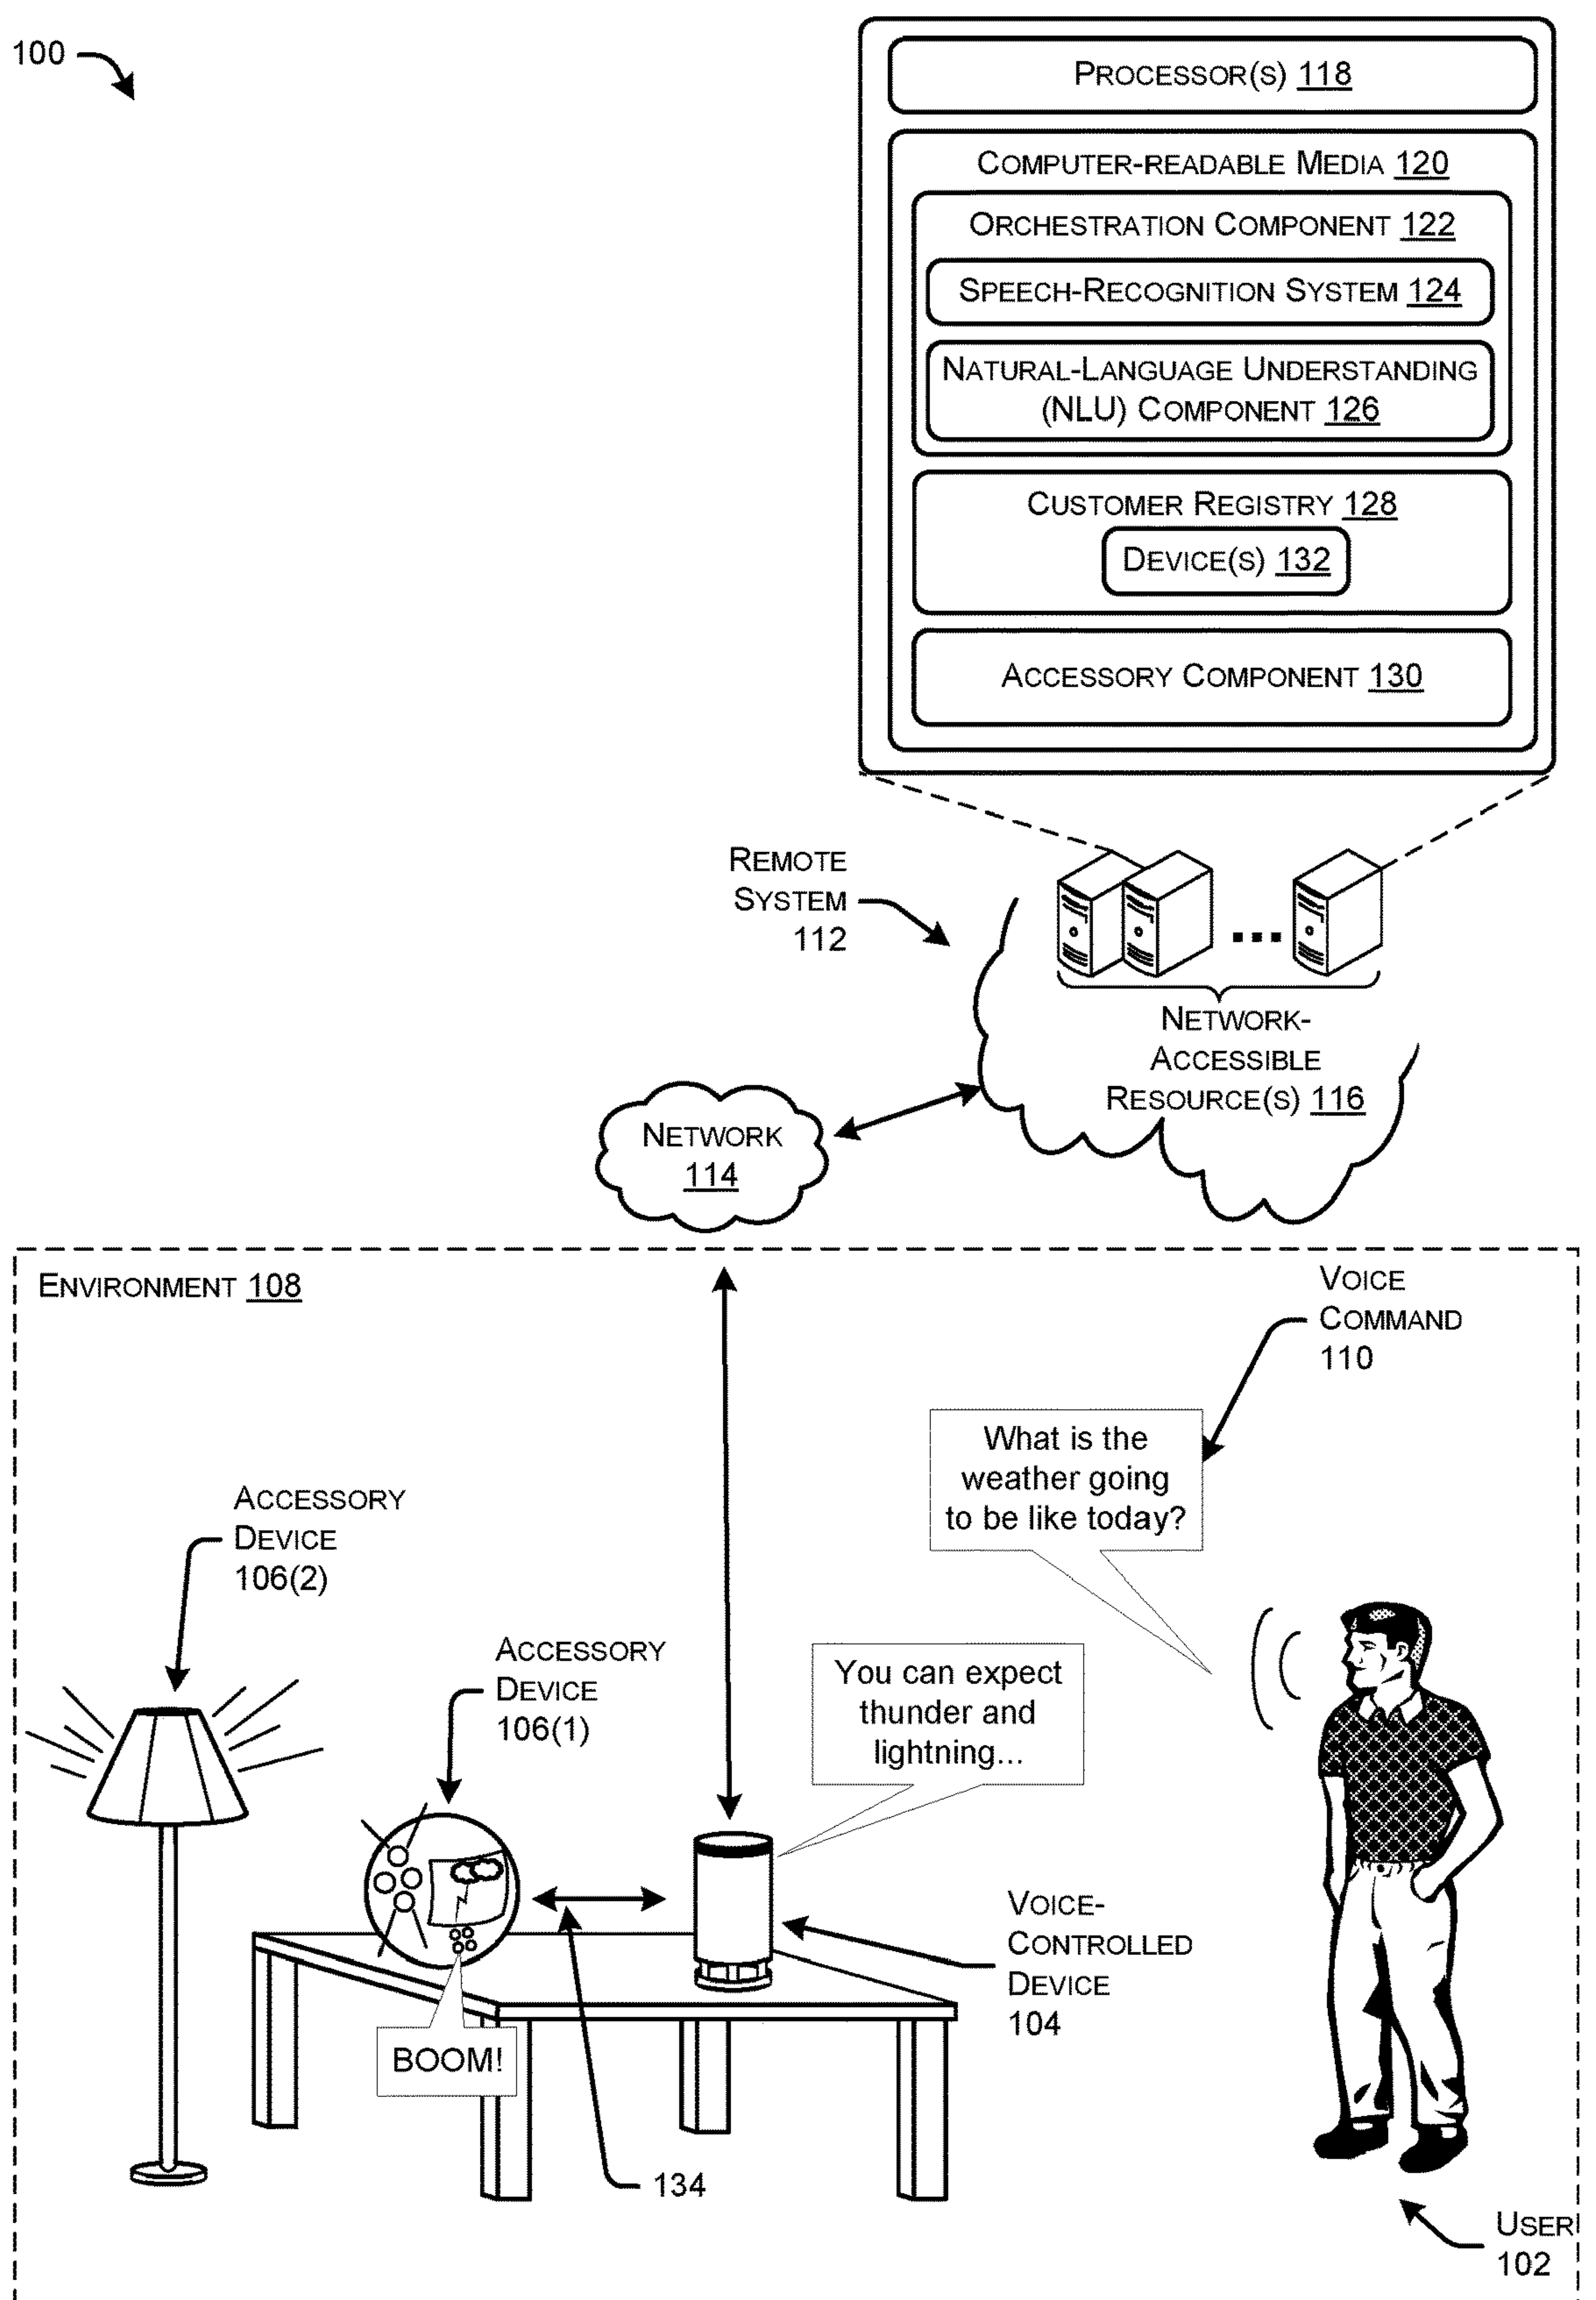 100
PROCESSOR(S) 118
COMPUTER-READABLE MEDIA 120
ORCHESTRATION COMPONENT 122
SPEECH-RECOGNITION SYSTEM 124
NATURAL-LANGUAGE UNDERSTANDING
(NLU) COMPONENT 126
CUSTOMER REGISTRY 128
DEVICE(S) 132
ACCESSORY COMPONENT 130
REMOTE
SYSTEM
112
NETWORK-
ACCESSIBLE
RESOURCE(S) 116
NETWORK
114
ENVIRONMENT 108
VOICE
COMMAND
110
What is the
weather going
to be like today?
ACCESSORY
DEVICE
106(2)
ACCESSORY
DEVICE
106(1)
You can expect
thunder and
lightning...
VOICE-
CONTROLLED
DEVICE
104
BOOM!
134
USER
102